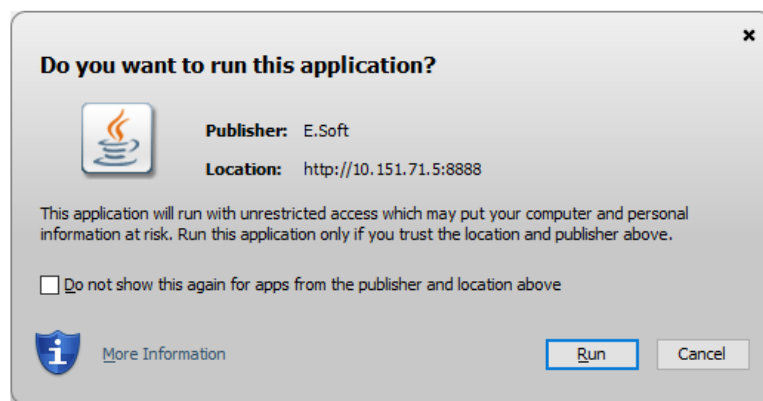 Do you want to run this application?
Publisher: E.Soft
Location: http://10.151.71.5:8888
This application will run with unrestricted access which may put your computer and personal
information at risk. Run this application only if you trust the location and publisher above.
Do not show this again for apps from the publisher and location above
More Information
Run
Cancel